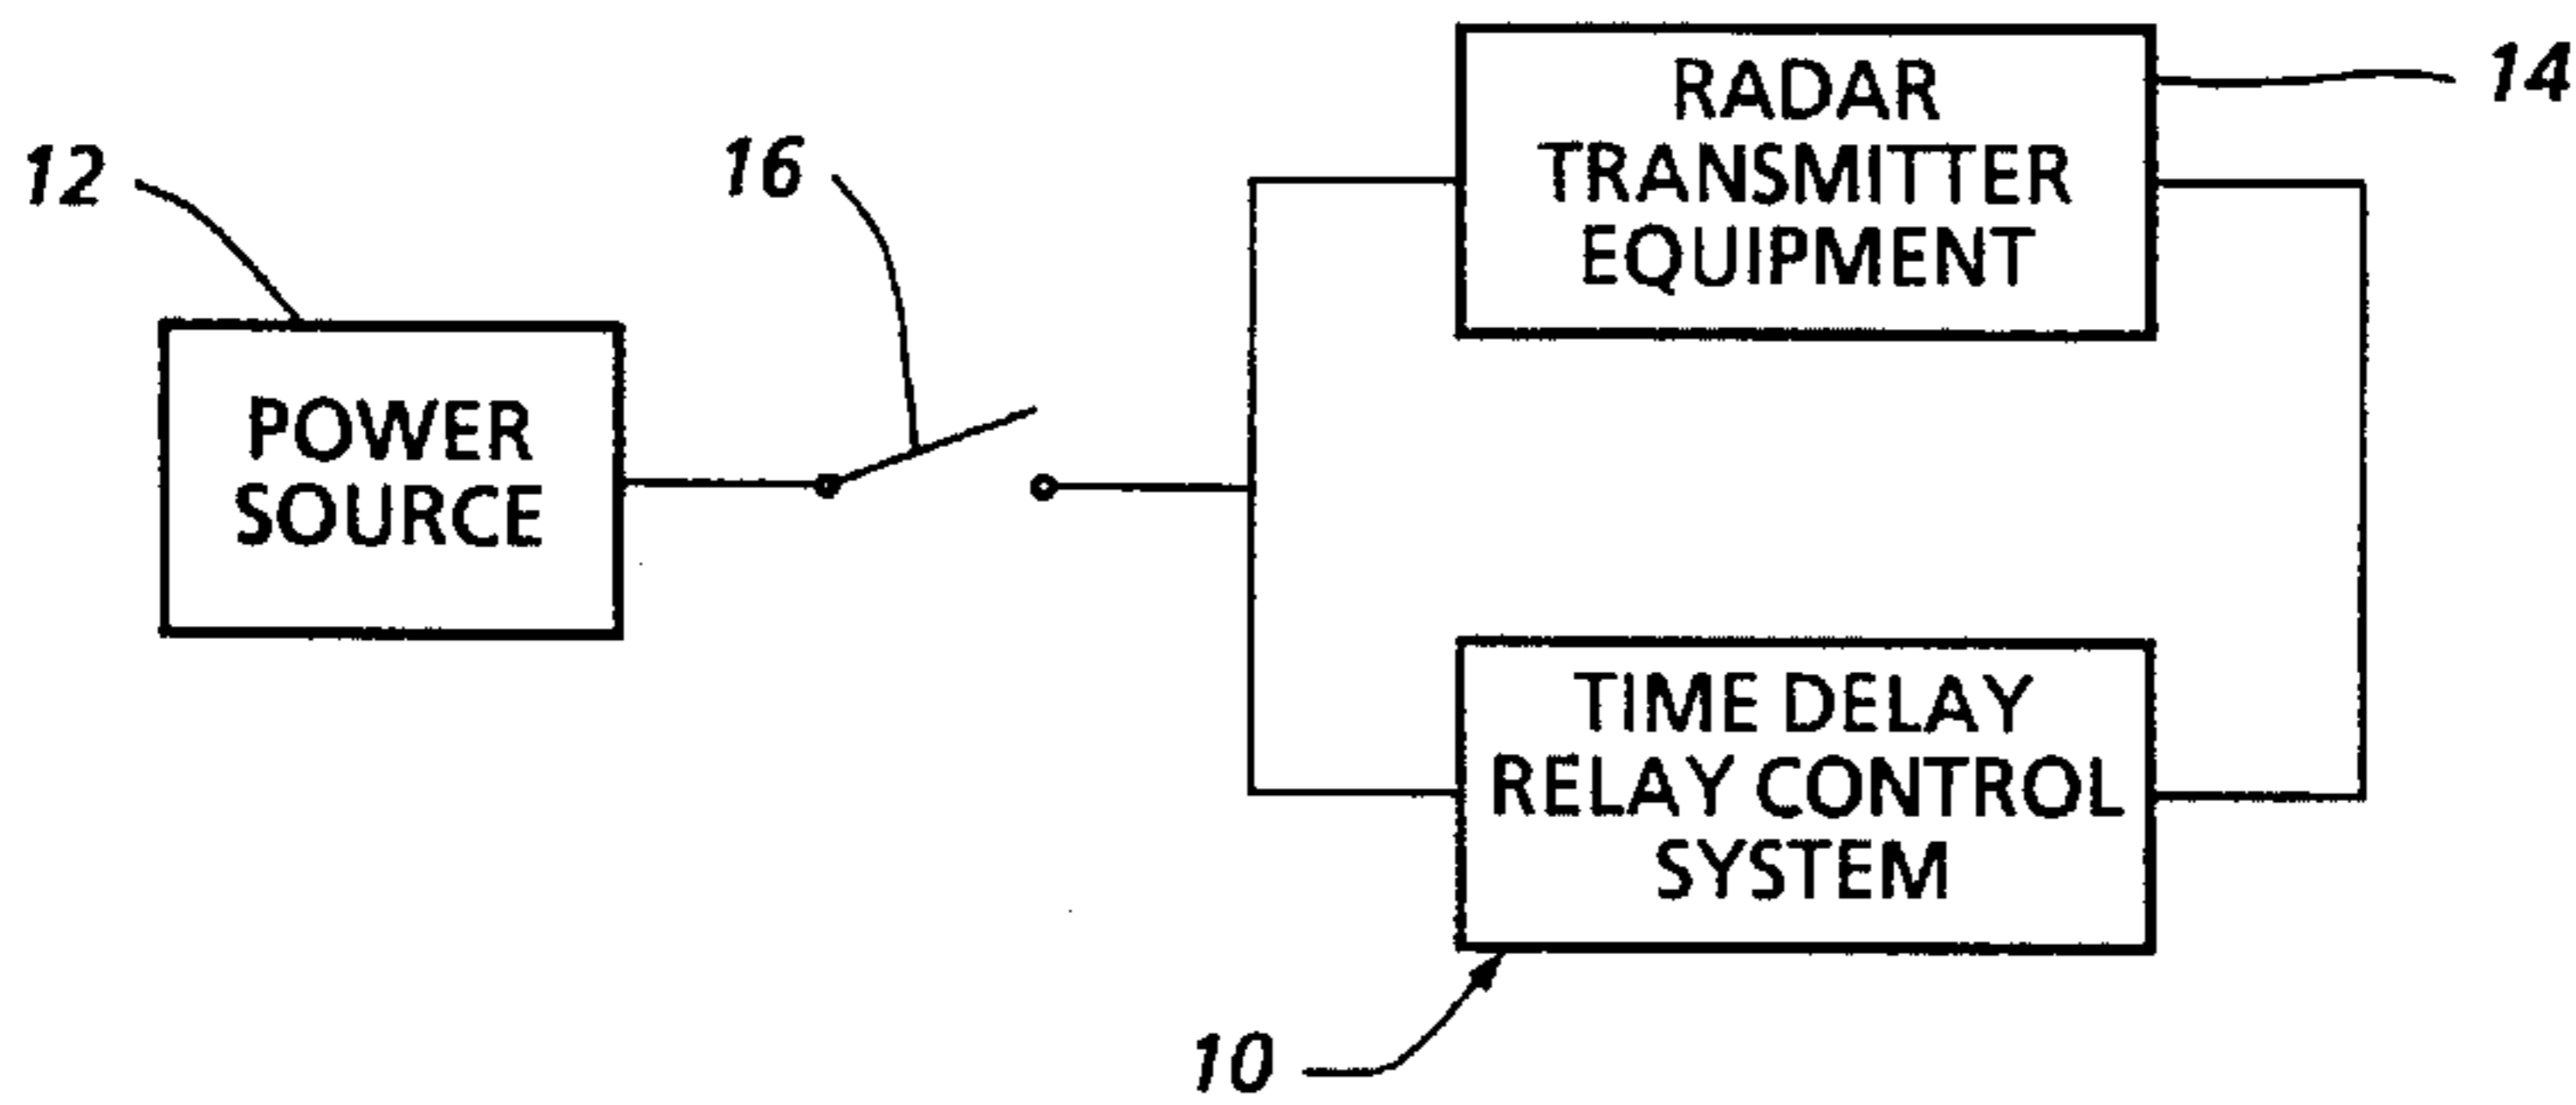 12
16
14
RADAR
TRANSMITTER
EQUIPMENT
POWER
SOURCE
TIME DELAY
RELAY CONTROL
SYSTEM
10